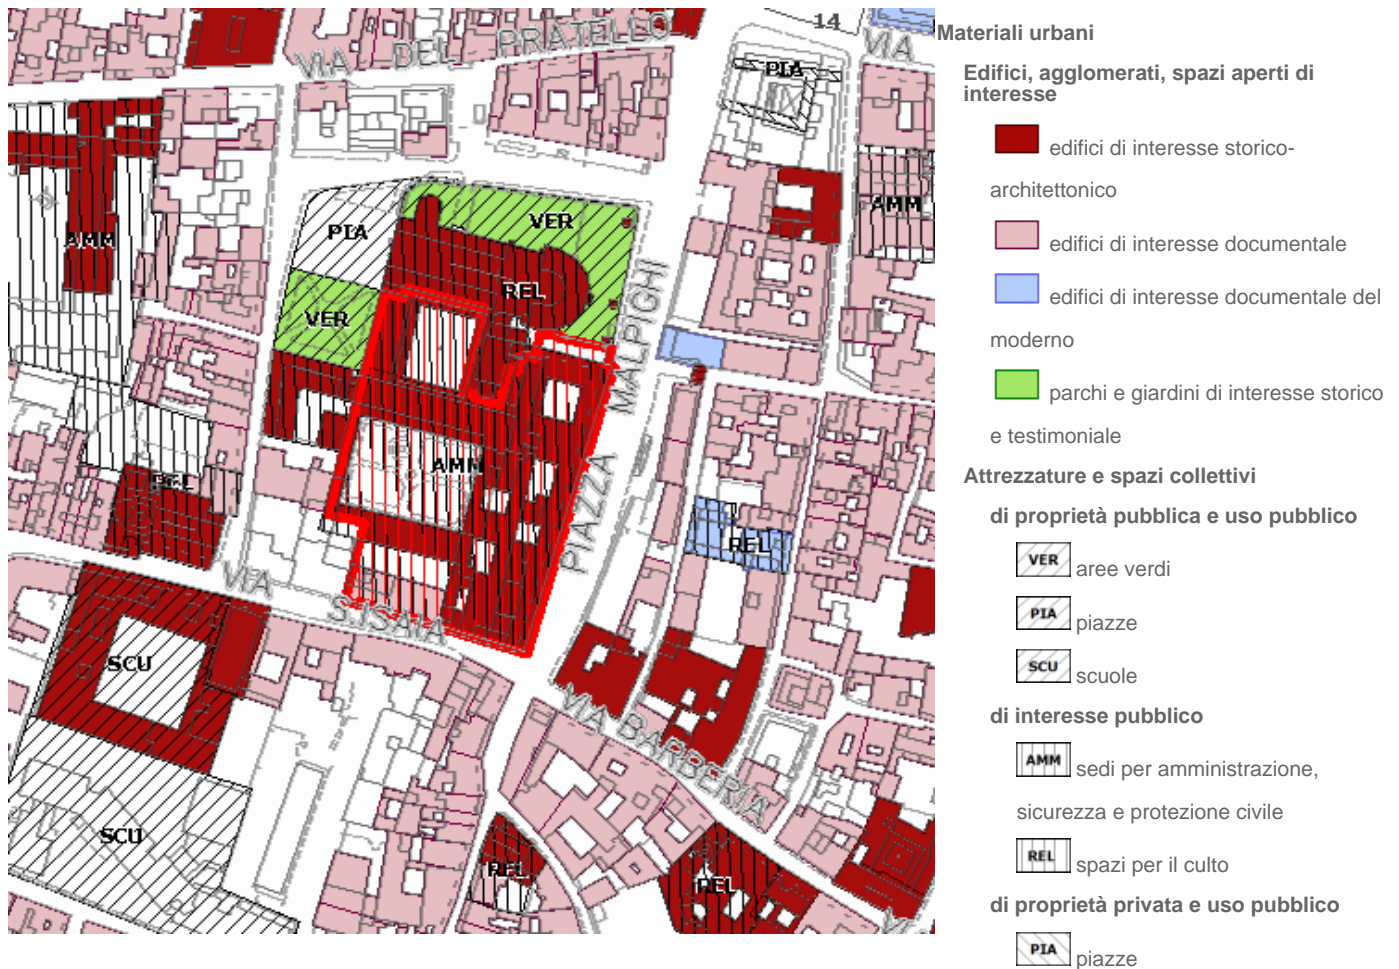 14
VIA
VIA DEL PRATELLO
PIA
AMM
AMM
PIA
VER
REL
VER
PIAZZA MALPIGHI
AMM
REL
REL
VIA S.ISAIA
SCU
SCU
VIA BARBERIA
REL
REL
Materiali urbani
Edifici, agglomerati, spazi aperti di
interesse
edifici di interesse storico-
architettonico
edifici di interesse documentale
edifici di interesse documentale del
moderno
parchi e giardini di interesse storico
e testimoniale
Attrezzature e spazi collettivi
di proprietà pubblica e uso pubblico
VER aree verdi
PIA piazze
SCU scuole
di interesse pubblico
AMM sedi per amministrazione,
sicurezza e protezione civile
REL spazi per il culto
di proprietà privata e uso pubblico
PIA piazze